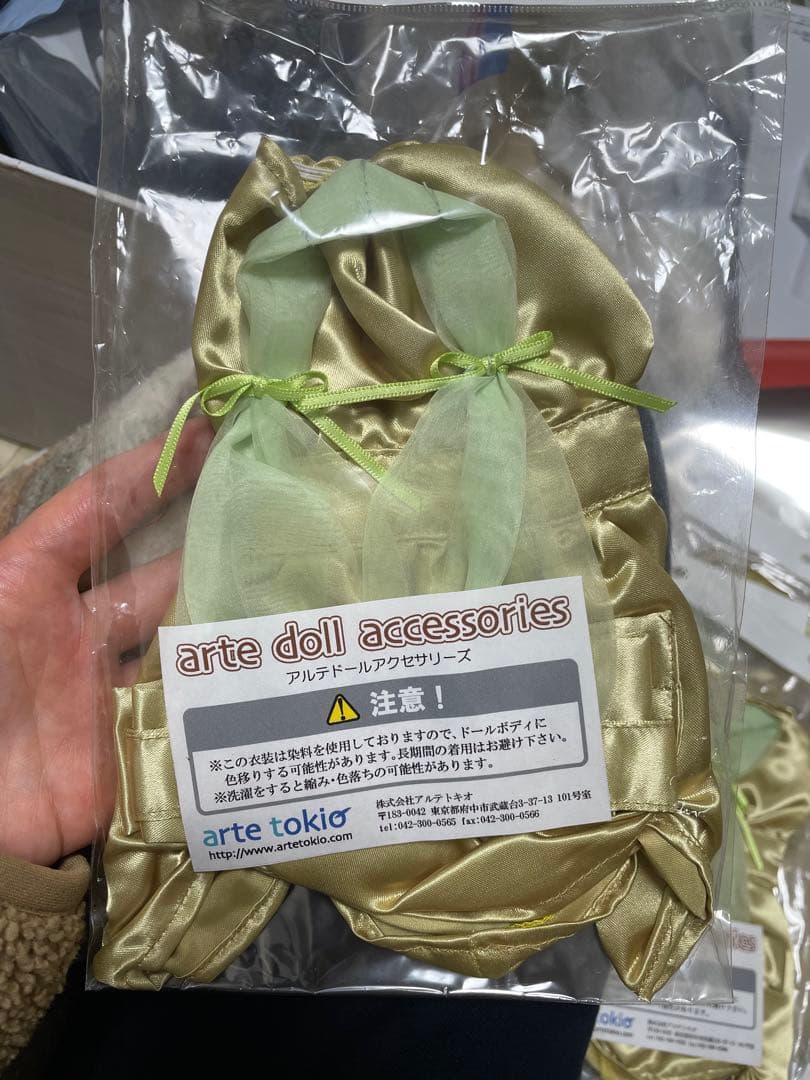 arte doll accessories
アルテドールアクセサリーズ
注意！
※この衣装は染料を使用しておりますので、ドールボディに
色移りする可能性があります。長期間の着用はお避け下さい。
※洗濯をすると縮み・色落ちの可能性があります。
arte tokio
http://www.artetokio.com
株式会社アルテトキオ
〒183-0042 東京都府中市武蔵台3-37-13 101号室
tel:042-300-0565 fax:042-300-0566
ries
tokio